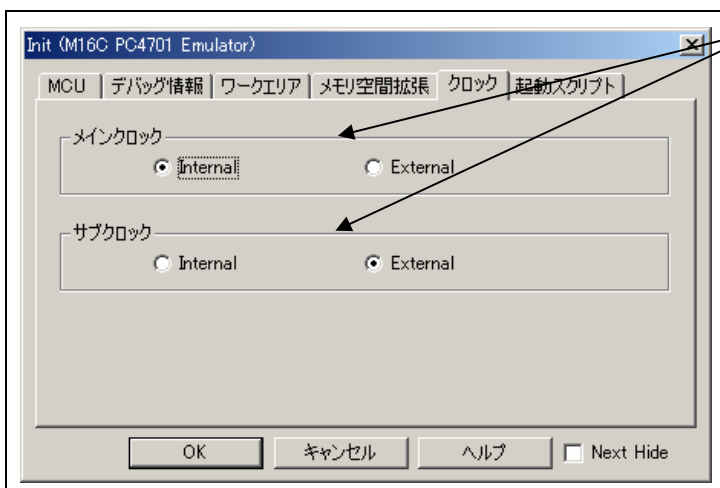 Init (M16C PC4701 Emulator)
MCU デバッグ情報 ワークエリア メモリ空間拡張 クロック 起動スクリプト
メインクロック
Internal External
サブクロック
Internal External
OK キャンセル ヘルプ Next Hide